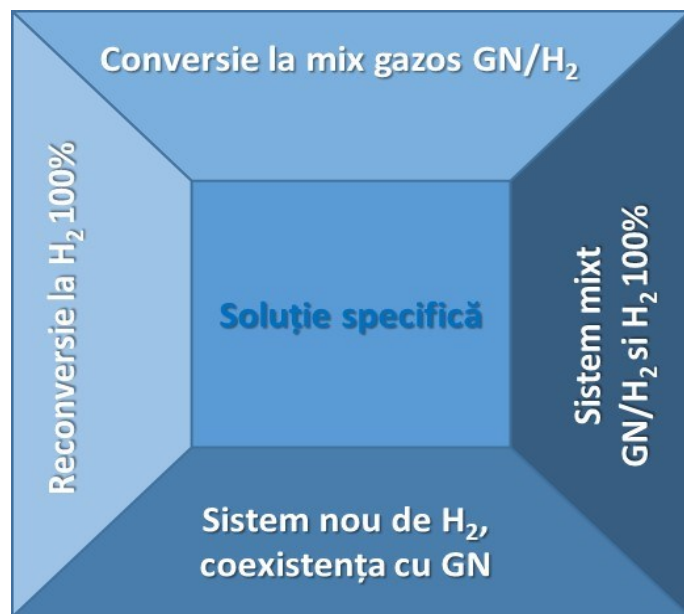 Conversie la mix gazos GN/H₂
Reconversie la H₂ 100%
Soluție specifică
Sistem mixt
GN/H₂ si H₂ 100%
Sistem nou de H₂,
coexistența cu GN